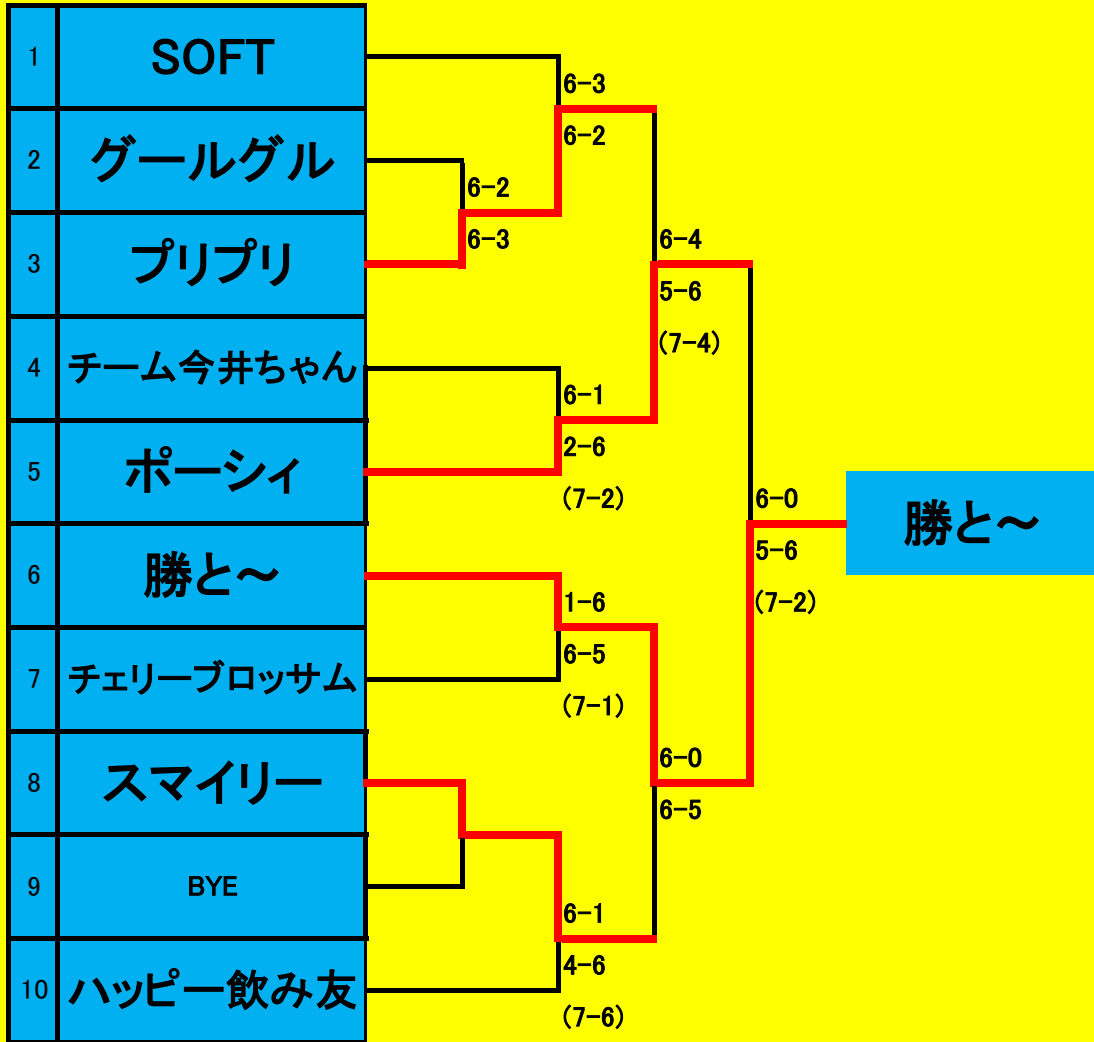 1 SOFT
2 グールグル
3 プリプリ
4 チーム今井ちゃん
5 ポーシィ
6 勝と～
7 チェリーブロッサム
8 スマイリー
9 BYE
10 ハッピー飲み友
6-3
6-2
6-2
6-3
6-1
2-6
(7-2)
1-6
6-5
(7-1)
6-1
4-6
(7-6)
6-4
5-6
(7-4)
6-0
6-5
6-0
5-6
(7-2)
勝と～